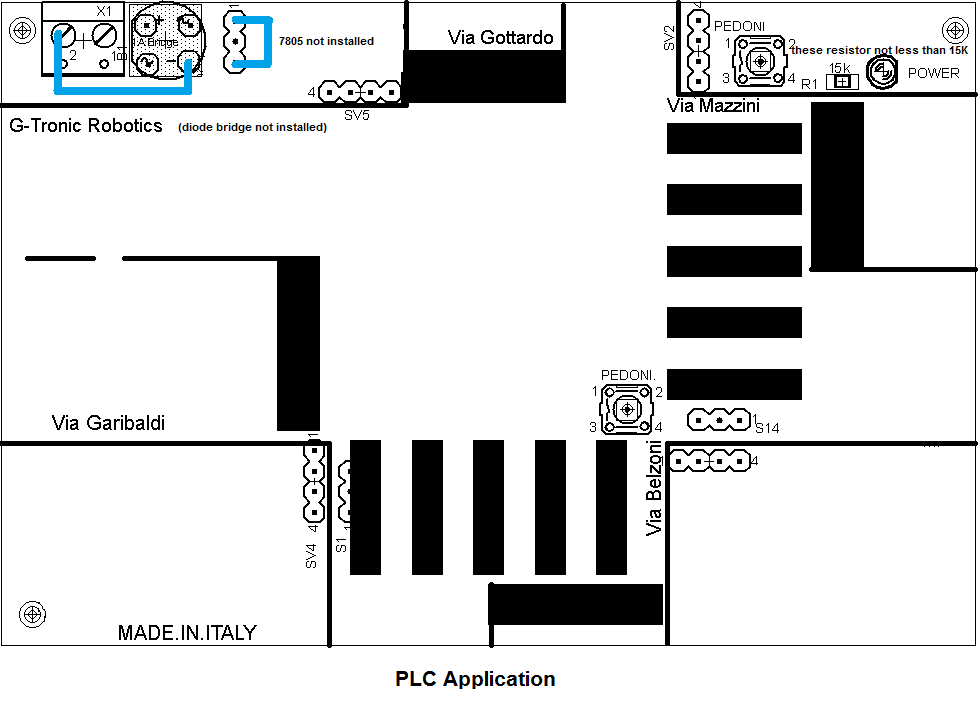 X1
2
1
B1
1A Bridge
1
7805 not installed
4
SV5
Via Gottardo
4
SV2
PEDONI
1
2
3
4
these resistor not less than 15K
15k
R1
POWER
Via Mazzini
G-Tronic Robotics
(diode bridge not installed)
Via Garibaldi
PEDONI.
1
2
3
4
1
S14
4
1
4
SV4
1
S1
Via Belzoni
MADE.IN.ITALY
PLC Application